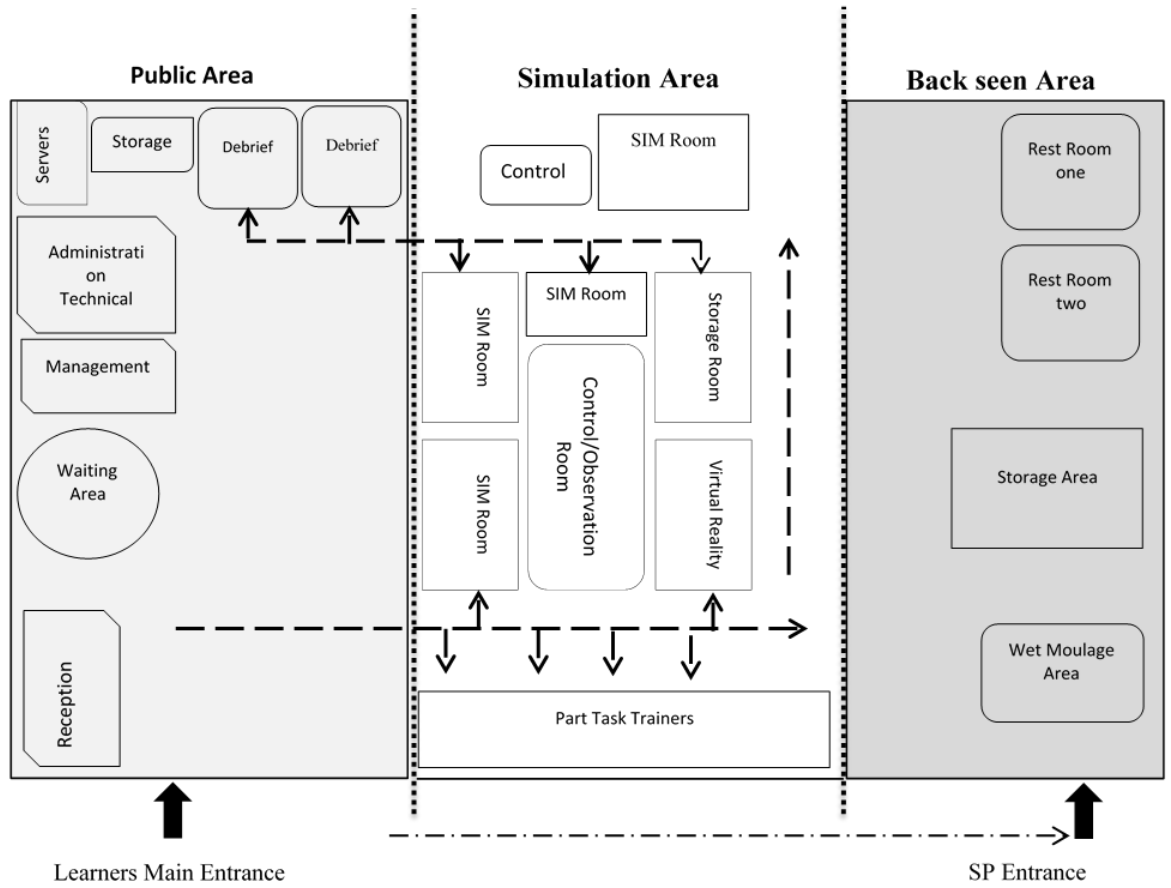 Public Area
Simulation Area
Back seen Area
Servers
Storage
Debrief
Debrief
Administrati
on
Technical
Management
Waiting
Area
Reception
Control
SIM Room
SIM Room
SIM Room
Storage Room
Control/Observation
Room
SIM Room
Virtual Reality
Part Task Trainers
Rest Room
one
Rest Room
two
Storage Area
Wet Moulage
Area
Learners Main Entrance
SP Entrance